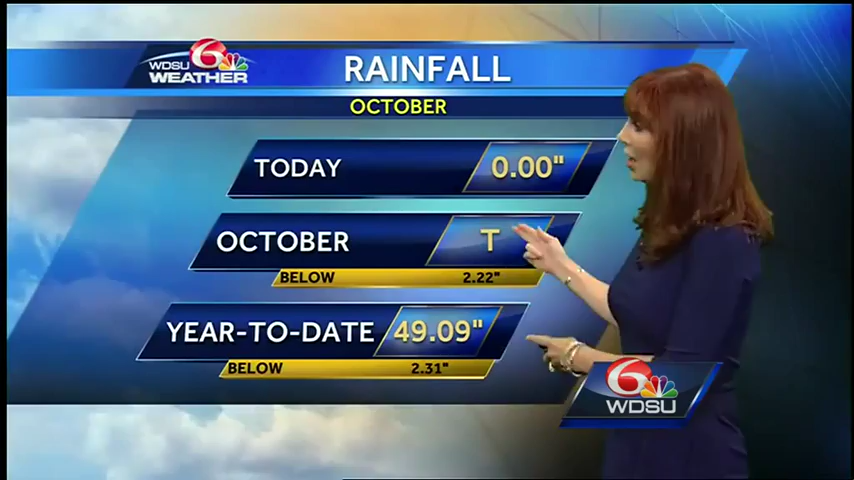 WDSU 6
WEATHER
RAINFALL
OCTOBER
TODAY 0.00"
OCTOBER T
BELOW 2.22"
YEAR-TO-DATE 49.09"
BELOW 2.31"
6
WDSU